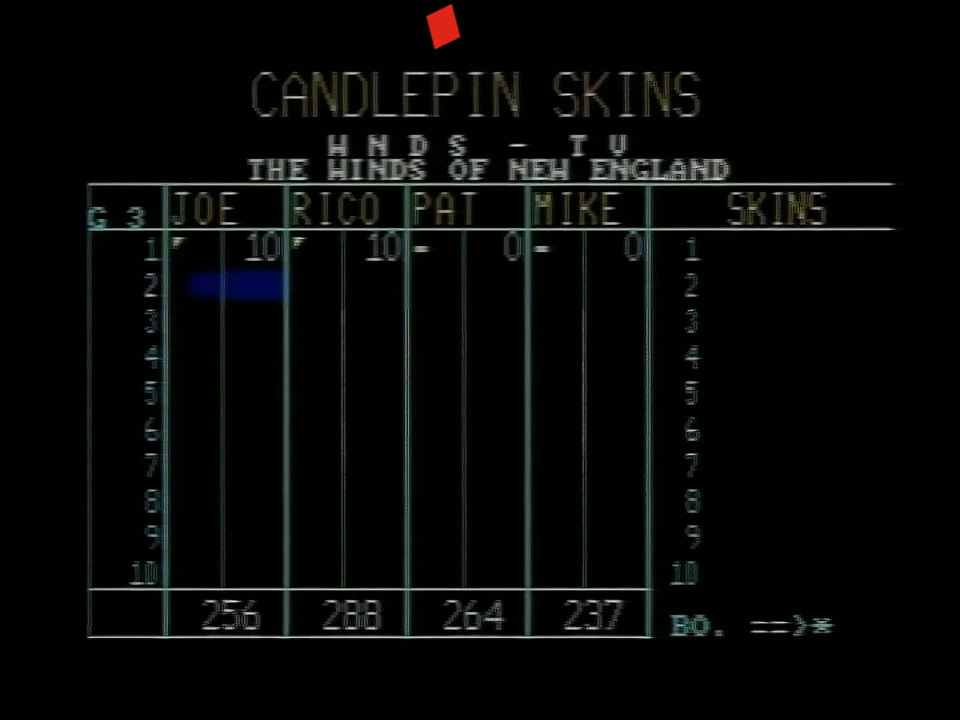 CANDLEPIN SKINS
W N D S - T V
THE WINDS OF NEW ENGLAND
G 3 JOE RICO PAT MIKE SKINS
1 10 10 - 0 - 0 1
2 2
3 3
4 4
5 5
6 6
7 7
8 8
9 9
10 10
256 288 264 237 BO. ==>*